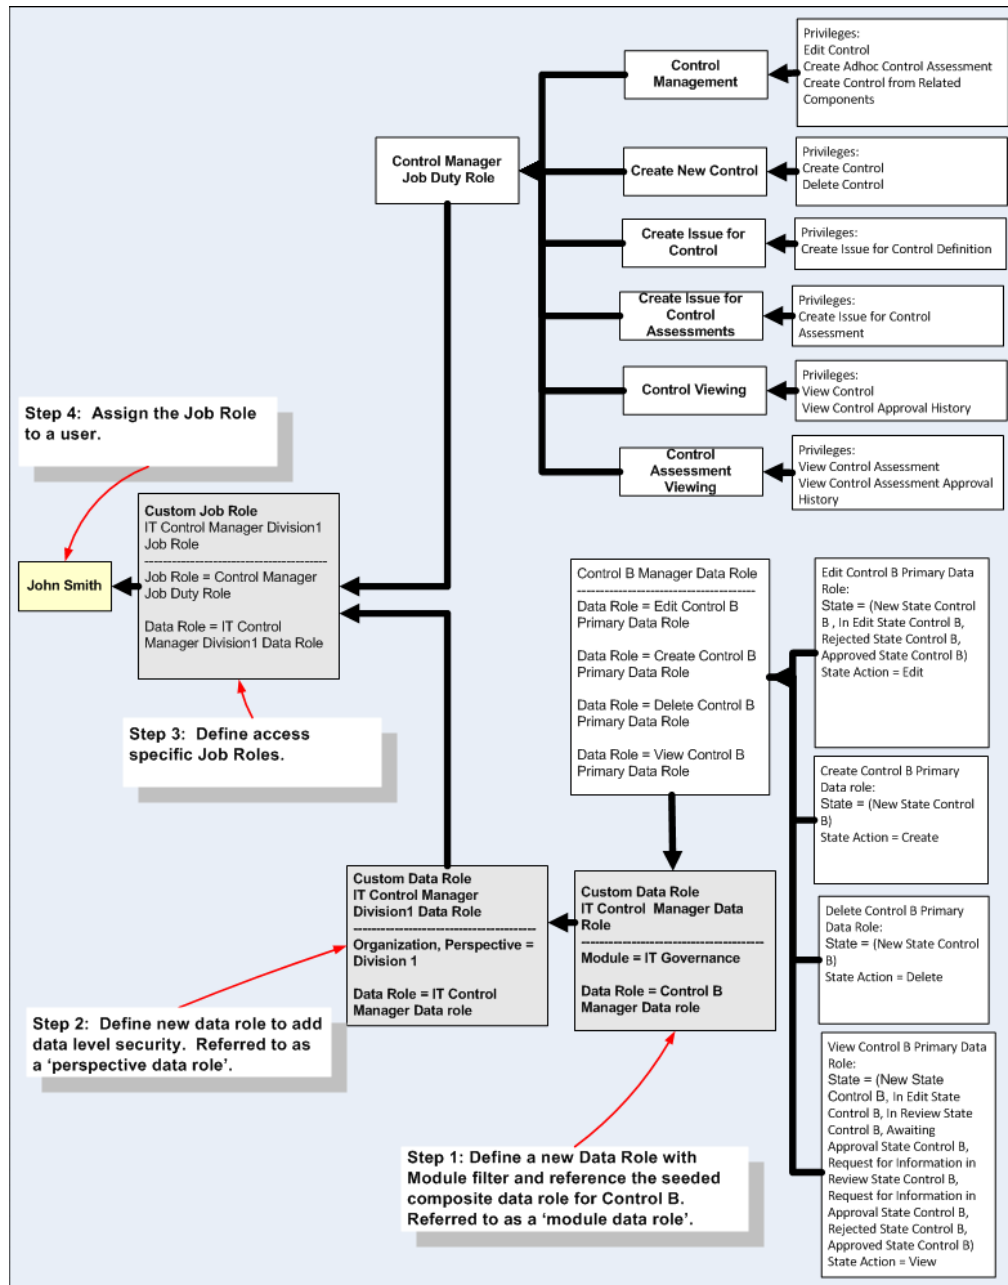 Privileges:
Edit Control
Create Adhoc Control Assessment
Create Control from Related
Components
Control
Management
Control Manager
Job Duty Role
Create New Control
Privileges:
Create Control
Delete Control
Create Issue for
Control
Privileges:
Create Issue for Control Definition
Create Issue for
Control
Assessments
Privileges:
Create Issue for Control
Assessment
Control Viewing
Privileges:
View Control
View Control Approval History
Control
Assessment
Viewing
Privileges:
View Control Assessment
View Control Assessment Approval
History
Step 4:  Assign the Job Role
to a user.
Custom Job Role
IT Control Manager Division1
Job Role
----------------------------------------
Job Role = Control Manager
Job Duty Role
Data Role = IT Control
Manager Division1 Data Role
John Smith
Step 3:  Define access
specific Job Roles.
Control B Manager Data Role
----------------------------------------
Data Role = Edit Control B
Primary Data Role
Data Role = Create Control B
Primary Data Role
Data Role = Delete Control B
Primary Data Role
Data Role = View Control B
Primary Data Role
Edit Control B Primary Data
Role:
State = (New State Control
B , In Edit State Control B,
Rejected State Control B,
Approved State Control B)
State Action = Edit
Create Control B Primary
Data role:
State = (New State Control
B)
State Action = Create
Delete Control B Primary
Data Role:
State = (New State Control
B)
State Action = Delete
View Control B Primary Data
Role:
State = (New State
Control B, In Edit State
Control B, In Review State
Control B, Awaiting
Approval State Control B,
Request for Information in
Review State Control B,
Request for Information in
Approval State Control B,
Rejected State Control B,
Approved State Control B)
State Action = View
Custom Data Role
IT Control Manager
Division1 Data Role
----------------------------------------
Organization, Perspective =
Division 1
Data Role = IT Control
Manager Data role
Custom Data Role
IT Control  Manager Data
Role
----------------------------------------
Module = IT Governance
Data Role = Control B
Manager Data role
Step 2:  Define new data role to add
data level security.  Referred to as
a ‘perspective data role’.
Step 1: Define a new Data Role with
Module filter and reference the seeded
composite data role for Control B.
Referred to as a ‘module data role’.